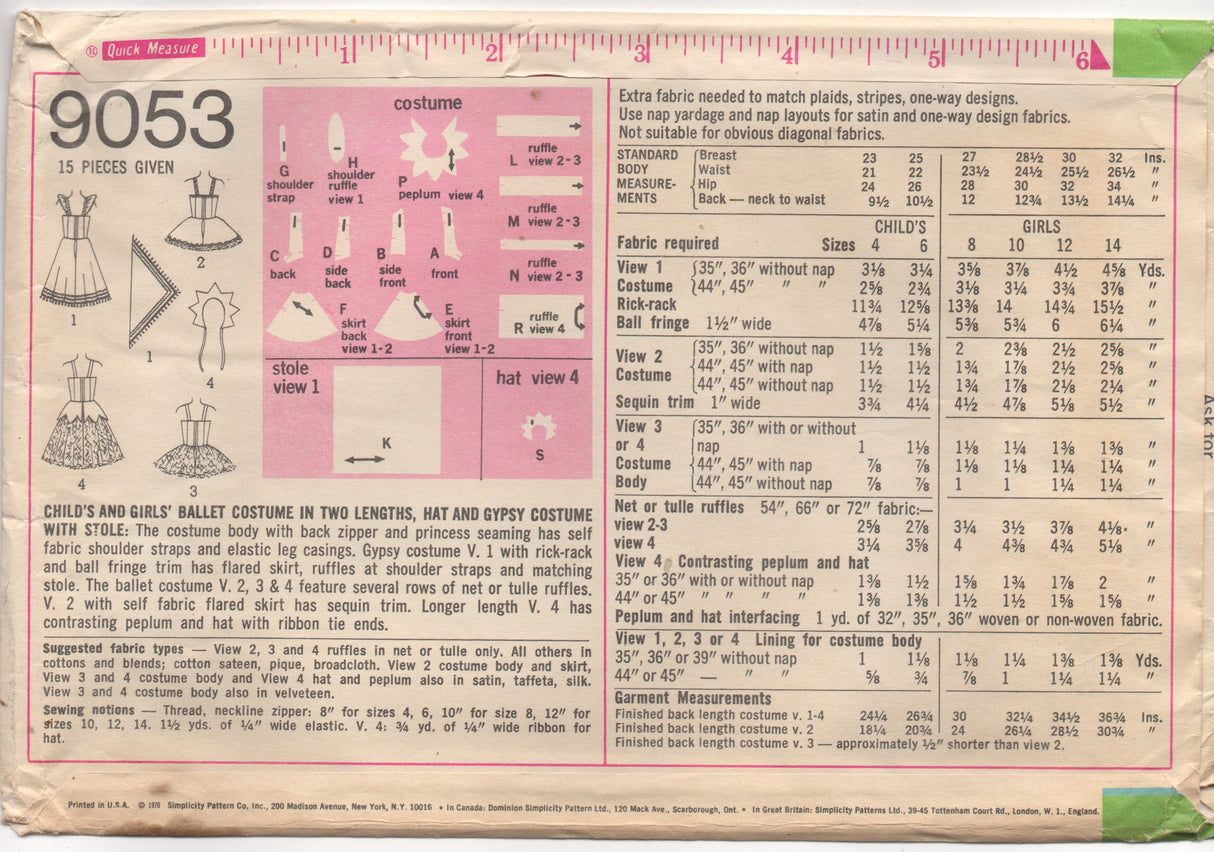 ® Quick Measure 1 2 3 4 5 6
9053
15 PIECES GIVEN
1
2
1
4
4
3
costume
G
shoulder
strap
H
shoulder
ruffle
view 1
P
peplum view 4
ruffle
L view 2-3
ruffle
M view 2-3
ruffle
N view 2-3
ruffle
R view 4
C
back
D
side
back
B
side
front
A
front
F
skirt
back
view 1-2
E
skirt
front
view 1-2
stole
view 1
K
hat view 4
S
CHILD'S AND GIRLS' BALLET COSTUME IN TWO LENGTHS, HAT AND GYPSY COSTUME
WITH STOLE: The costume body with back zipper and princess seaming has self
fabric shoulder straps and elastic leg casings. Gypsy costume V. 1 with rick-rack
and ball fringe trim has flared skirt, ruffles at shoulder straps and matching
stole. The ballet costume V. 2, 3 & 4 feature several rows of net or tulle ruffles.
V. 2 with self fabric flared skirt has sequin trim. Longer length V. 4 has
contrasting peplum and hat with ribbon tie ends.
Suggested fabric types — View 2, 3 and 4 ruffles in net or tulle only. All others in
cottons and blends; cotton sateen, pique, broadcloth. View 2 costume body and skirt,
View 3 and 4 costume body and View 4 hat and peplum also in satin, taffeta, silk.
View 3 and 4 costume body also in velveteen.
Sewing notions — Thread, neckline zipper: 8" for sizes 4, 6, 10" for size 8, 12" for
sizes 10, 12, 14. 1½ yds. of ¼" wide elastic. V. 4: ¾ yd. of ¼" wide ribbon for
hat.
Extra fabric needed to match plaids, stripes, one-way designs.
Use nap yardage and nap layouts for satin and one-way design fabrics.
Not suitable for obvious diagonal fabrics.
STANDARD Breast 23 25 27 28½ 30 32 Ins.
BODY Waist 21 22 23½ 24½ 25½ 26½ "
MEASURE- Hip 24 26 28 30 32 34 "
MENTS Back — neck to waist 9½ 10½ 12 12¾ 13½ 14¼ "
CHILD'S GIRLS
Fabric required Sizes 4 6 8 10 12 14
View 1 35", 36" without nap 3⅛ 3¼ 3⅝ 3⅞ 4½ 4⅝ Yds.
Costume 44", 45" " " 2⅝ 2¾ 3⅛ 3¼ 3¾ 3⅞ "
Rick-rack 11¾ 12⅝ 13⅜ 14 14¾ 15½ "
Ball fringe 1½" wide 4⅞ 5¼ 5⅜ 5¾ 6 6¼ "
View 2 35", 36" without nap 1½ 1⅝ 2 2⅜ 2½ 2⅝ "
Costume 44", 45" with nap 1½ 1½ 1¾ 1⅞ 2½ 2⅝ "
44", 45" without nap 1½ 1½ 1¾ 1⅞ 2⅛ 2¼ "
Sequin trim 1" wide 3¾ 4¼ 4½ 4⅞ 5⅛ 5½ "
View 3 35", 36" with or without
or 4 nap 1 1⅛ 1⅛ 1¼ 1⅜ 1⅜ "
Costume 44", 45" with nap ⅞ ⅞ 1⅛ 1⅛ 1¼ 1¼ "
Body 44", 45" without nap ⅞ ⅞ 1 1 1¼ 1¼ "
Net or tulle ruffles 54", 66" or 72" fabric:—
view 2-3 2⅝ 2⅞ 3¼ 3½ 3⅞ 4⅛ "
view 4 3¼ 3⅝ 4 4⅜ 4¾ 5⅛ "
View 4 Contrasting peplum and hat
35" or 36" with or without nap 1⅜ 1½ 1⅝ 1¾ 1⅞ 2 "
44" or 45" " " " " 1⅜ 1⅜ 1½ 1½ 1⅝ 1⅝ "
Peplum and hat interfacing 1 yd. of 32", 35", 36" woven or non-woven fabric.
View 1, 2, 3 or 4 Lining for costume body
35", 36" or 39" without nap 1 1⅛ 1⅛ 1¼ 1⅜ 1⅜ Yds.
44" or 45" — " " ⅝ ¾ ⅞ 1 1¼ 1¼ "
Garment Measurements
Finished back length costume v. 1-4 24¼ 26¾ 30 32¼ 34½ 36¾ Ins.
Finished back length costume v. 2 18¼ 20¾ 24 26¼ 28½ 30¾ "
Finished back length costume v. 3 — approximately ½" shorter than view 2.
Ask for
Printed in U.S.A. © 1970 Simplicity Pattern Co. Inc., 200 Madison Avenue, New York, N.Y. 10016 • In Canada: Dominion Simplicity Pattern Ltd., 120 Mack Ave., Scarborough, Ont. • In Great Britain: Simplicity Patterns Ltd., 39-45 Tottenham Court Rd., London, W. 1., England.